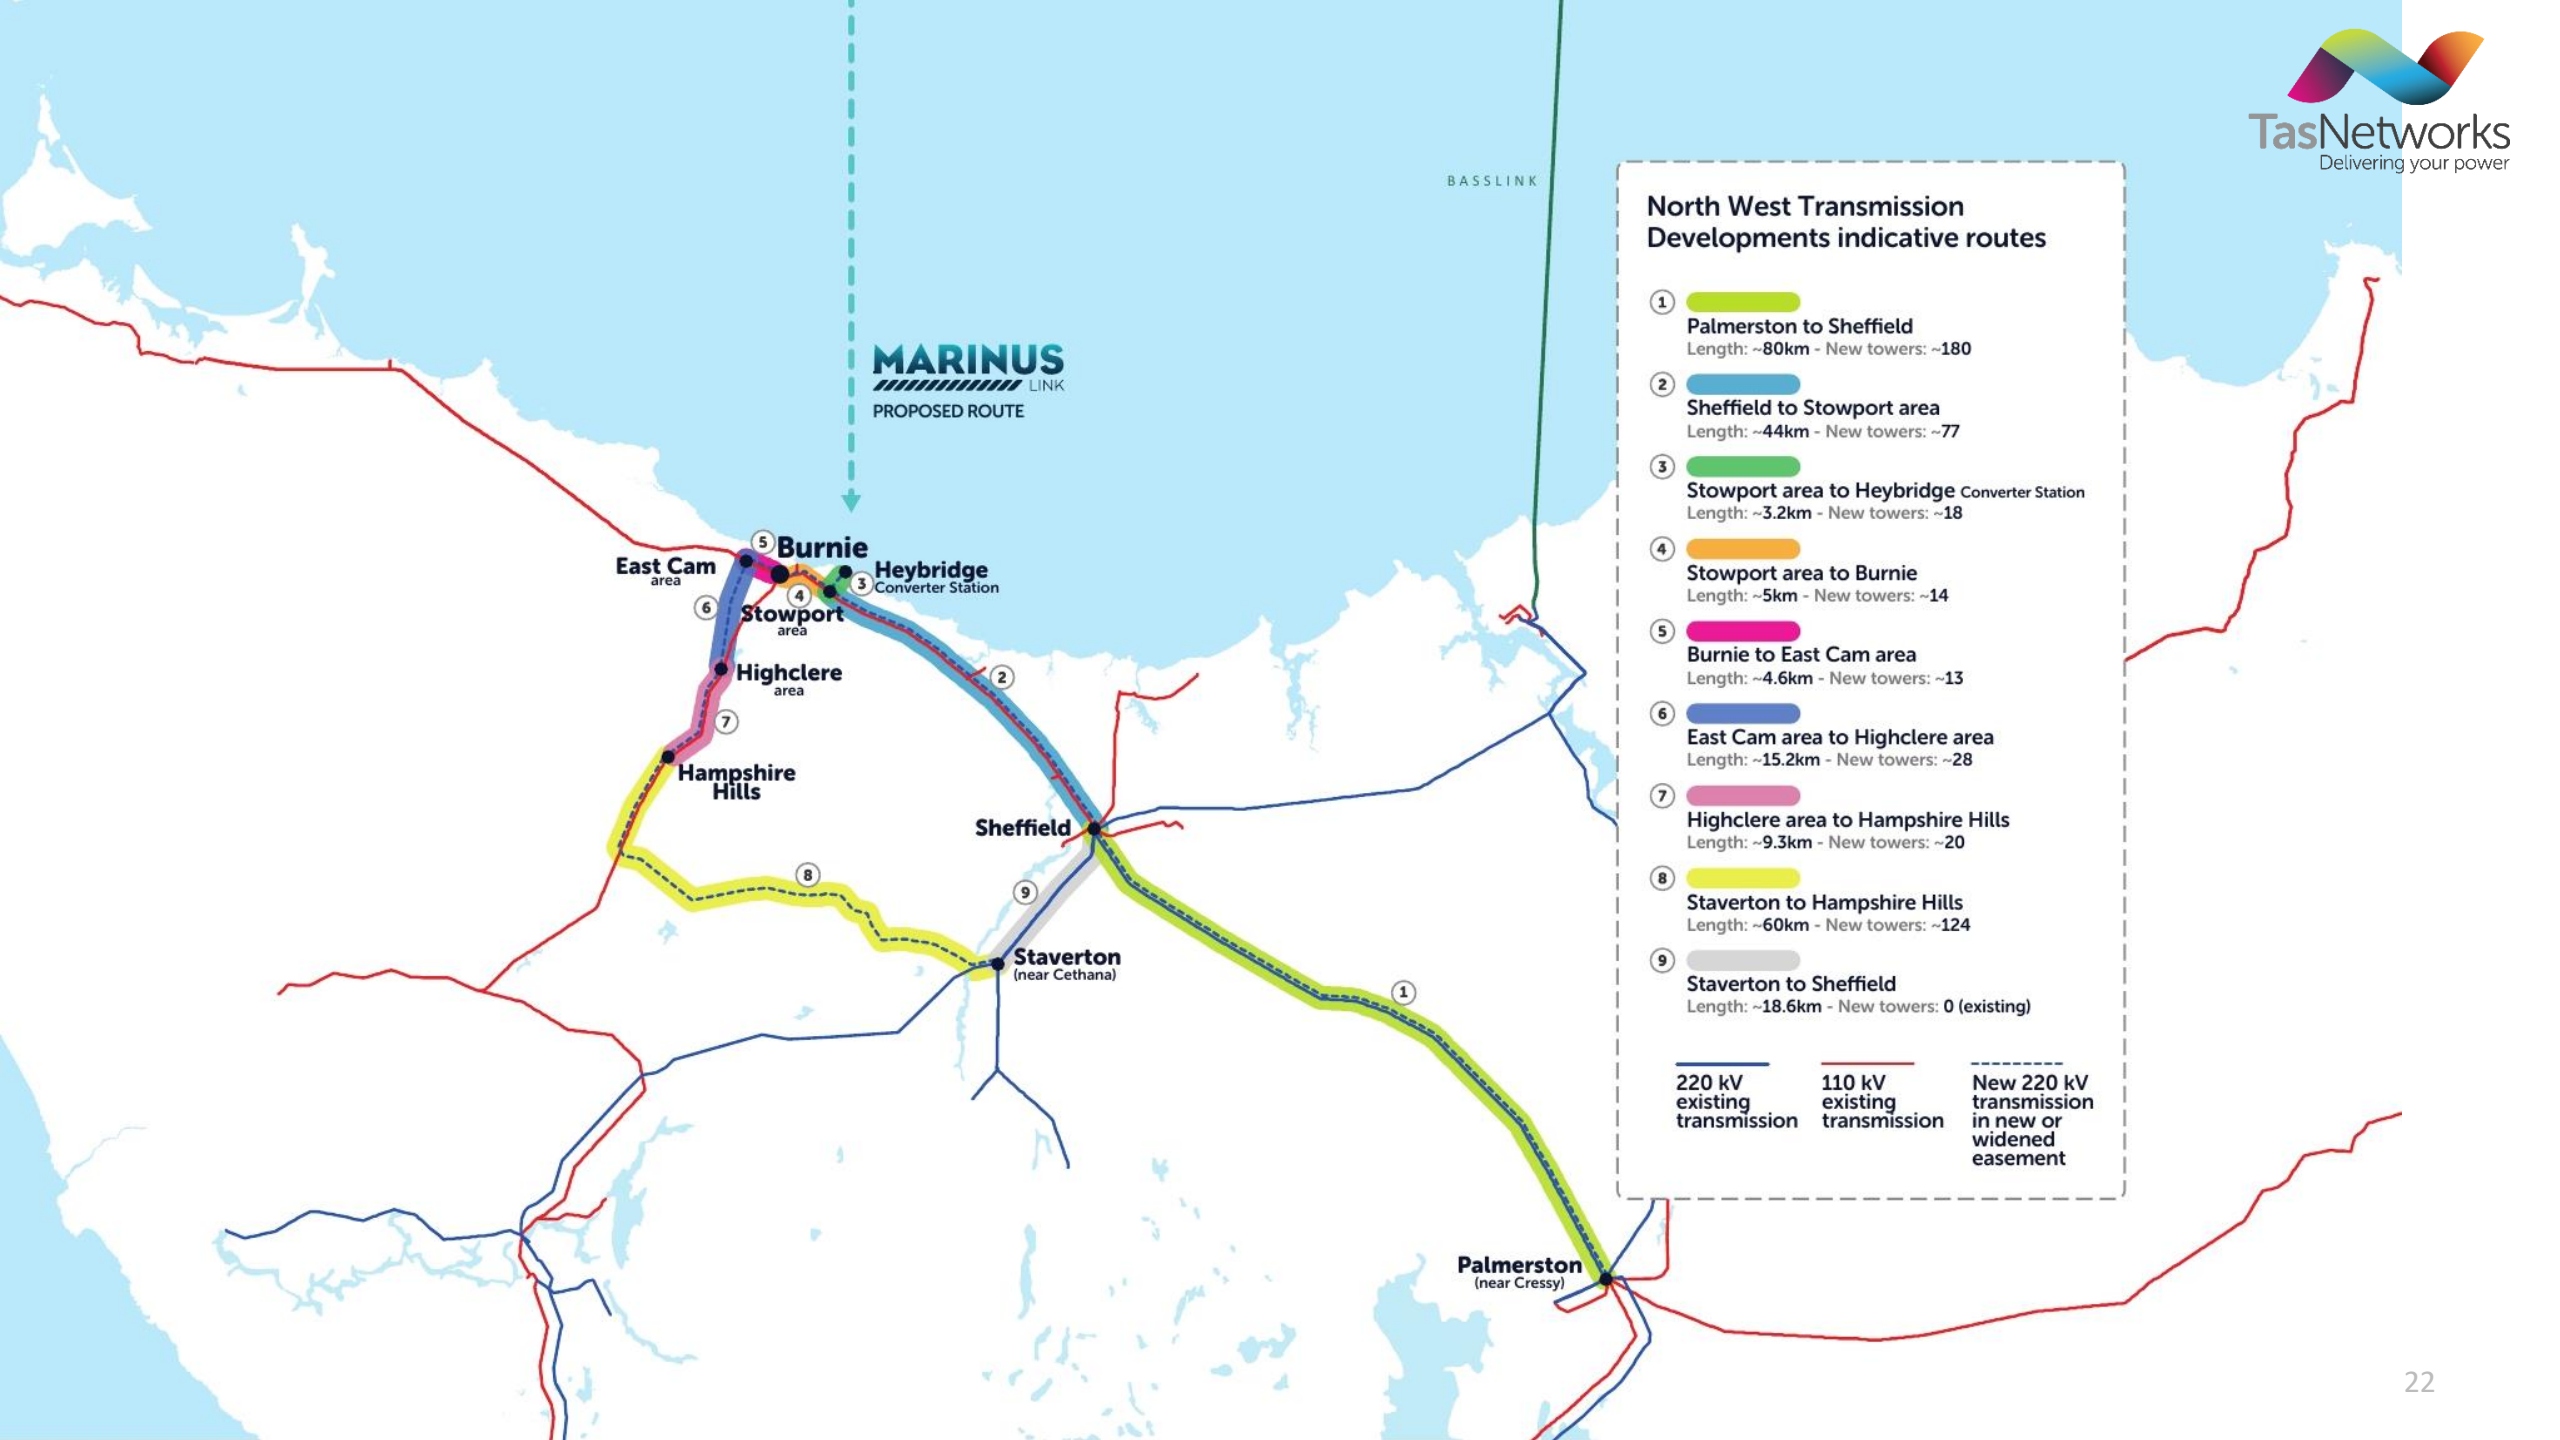 TasNetworks
Delivering your power
BASSLINK
North West Transmission
Developments indicative routes
1
Palmerston to Sheffield
Length: ~80km - New towers: ~180
2
Sheffield to Stowport area
Length: ~44km - New towers: ~77
3
Stowport area to Heybridge Converter Station
Length: ~3.2km - New towers: ~18
4
Stowport area to Burnie
Length: ~5km - New towers: ~14
5
Burnie to East Cam area
Length: ~4.6km - New towers: ~13
6
East Cam area to Highclere area
Length: ~15.2km - New towers: ~28
7
Highclere area to Hampshire Hills
Length: ~9.3km - New towers: ~20
8
Staverton to Hampshire Hills
Length: ~60km - New towers: ~124
9
Staverton to Sheffield
Length: ~18.6km - New towers: 0 (existing)
220 kV
existing
transmission
110 kV
existing
transmission
New 220 kV
transmission
in new or
widened
easement
MARINUS
LINK
PROPOSED ROUTE
5
Burnie
East Cam
area
Heybridge
Converter Station
3
4
6
Stowport
area
Highclere
area
2
7
Hampshire
Hills
Sheffield
8
9
Staverton
(near Cethana)
1
Palmerston
(near Cressy)
22